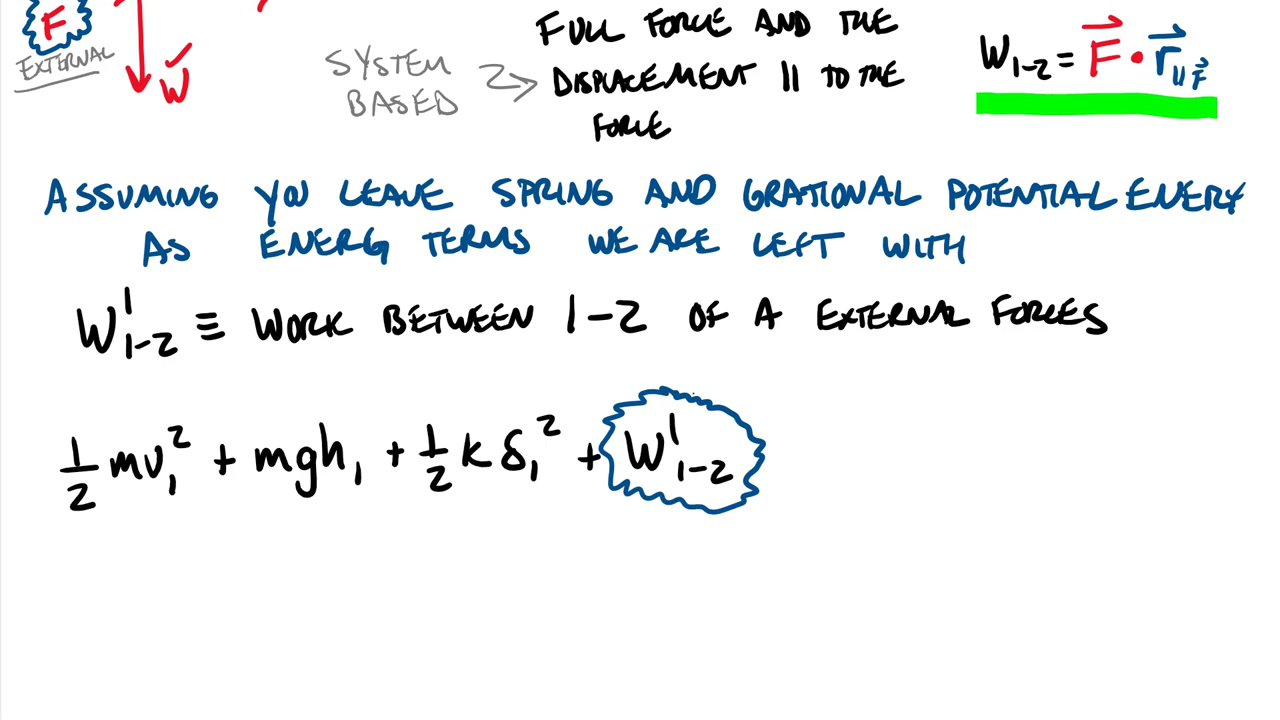 F
EXTERNAL
W
SYSTEM
BASED
FULL FORCE AND THE
DISPLACEMENT || TO THE
FORCE
W₁₋₂ = F⃗ • r⃗ ||F⃗
ASSUMING YOU LEAVE SPRING AND GRATIONAL POTENTIAL ENERY
AS ENERG TERMS WE ARE LEFT WITH
W'₁₋₂ ≡ WORK BETWEEN 1-2 OF A EXTERNAL FORCES
1/2 mv₁² + mgh₁ + 1/2 kδ₁² + W'₁₋₂